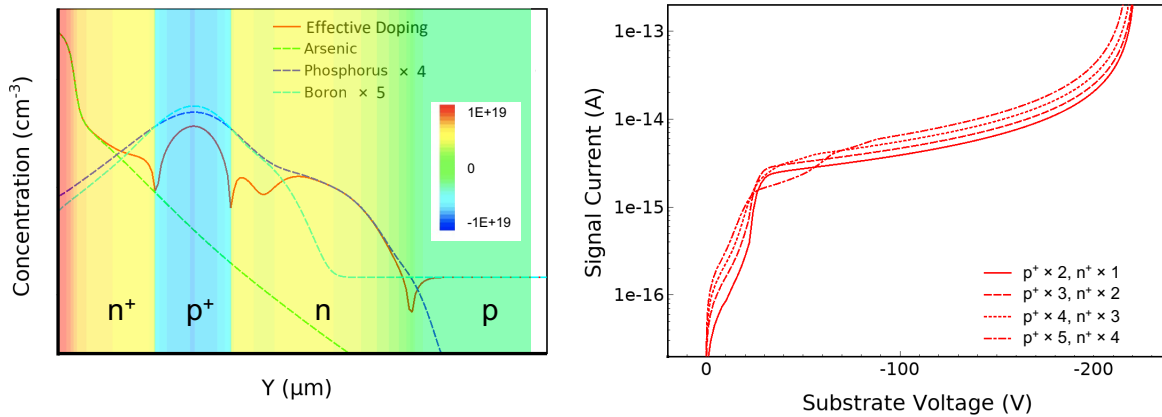 Concentration (cm⁻³)
Effective Doping
Arsenic
Phosphorus × 4
Boron × 5
1E+19
0
-1E+19
n⁺
p⁺
n
p
Y (μm)
Signal Current (A)
1e-13
1e-14
1e-15
1e-16
p⁺ × 2, n⁺ × 1
p⁺ × 3, n⁺ × 2
p⁺ × 4, n⁺ × 3
p⁺ × 5, n⁺ × 4
0
-100
-200
Substrate Voltage (V)